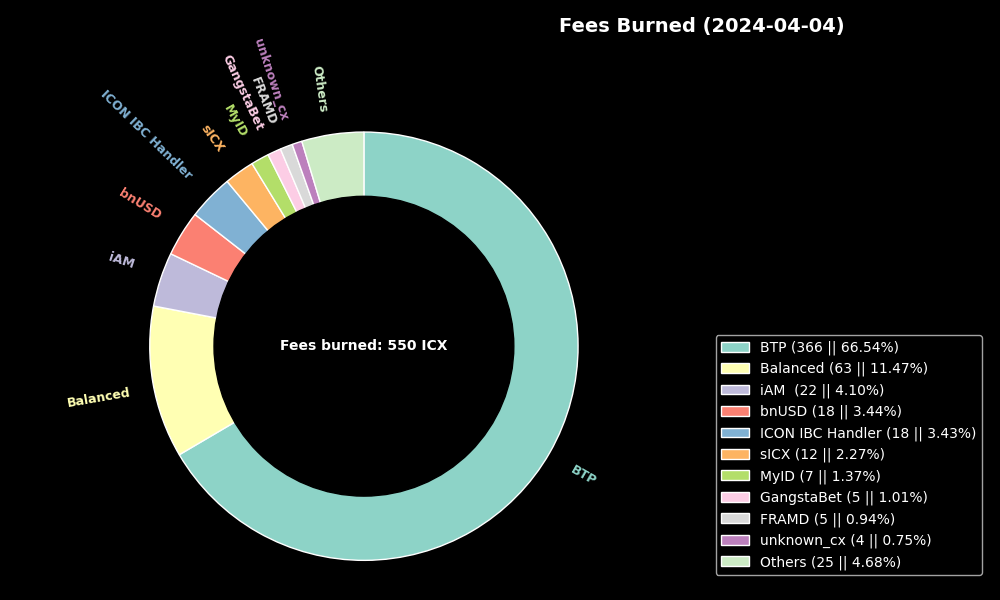 Fees Burned (2024-04-04)
unknown_cx
Others
GangstaBet
FRAMD
MyID
ICON IBC Handler
sICX
bnUSD
iAM
Balanced
BTP
Fees burned: 550 ICX
BTP (366 || 66.54%)
Balanced (63 || 11.47%)
iAM  (22 || 4.10%)
bnUSD (18 || 3.44%)
ICON IBC Handler (18 || 3.43%)
sICX (12 || 2.27%)
MyID (7 || 1.37%)
GangstaBet (5 || 1.01%)
FRAMD (5 || 0.94%)
unknown_cx (4 || 0.75%)
Others (25 || 4.68%)